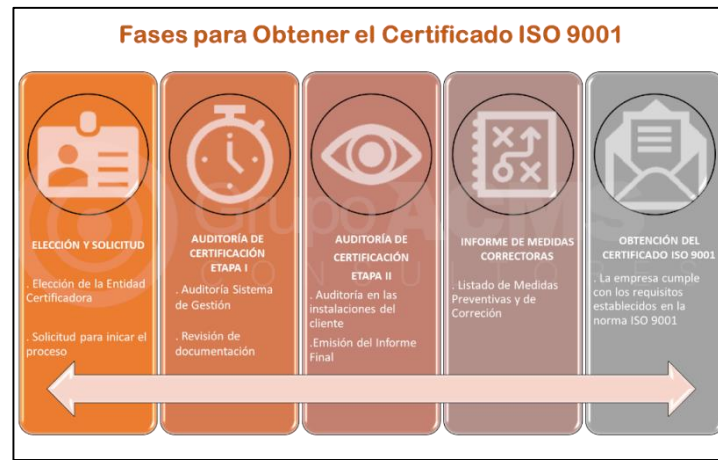 Fases para Obtener el Certificado ISO 9001
ELECCIÓN Y SOLICITUD
. Elección de la Entidad
Certificadora
. Solicitud para inicar el
proceso
AUDITORÍA DE
CERTIFICACIÓN
ETAPA I
. Auditoría Sistema
de Gestión
. Revisión de
documentación
AUDITORÍA DE
CERTIFICACIÓN
ETAPA II
. Auditoría en las
instalaciones del
cliente
.Emisión del Informe
Final
INFORME DE MEDIDAS
CORRECTORAS
. Listado de Medidas
Preventivas y de
Correción
OBTENCIÓN DEL
CERTIFICADO ISO 9001
. La empresa cumple
con los requisitos
establecidos en la
norma ISO 9001
Grupo ACMS
CONSULTORES